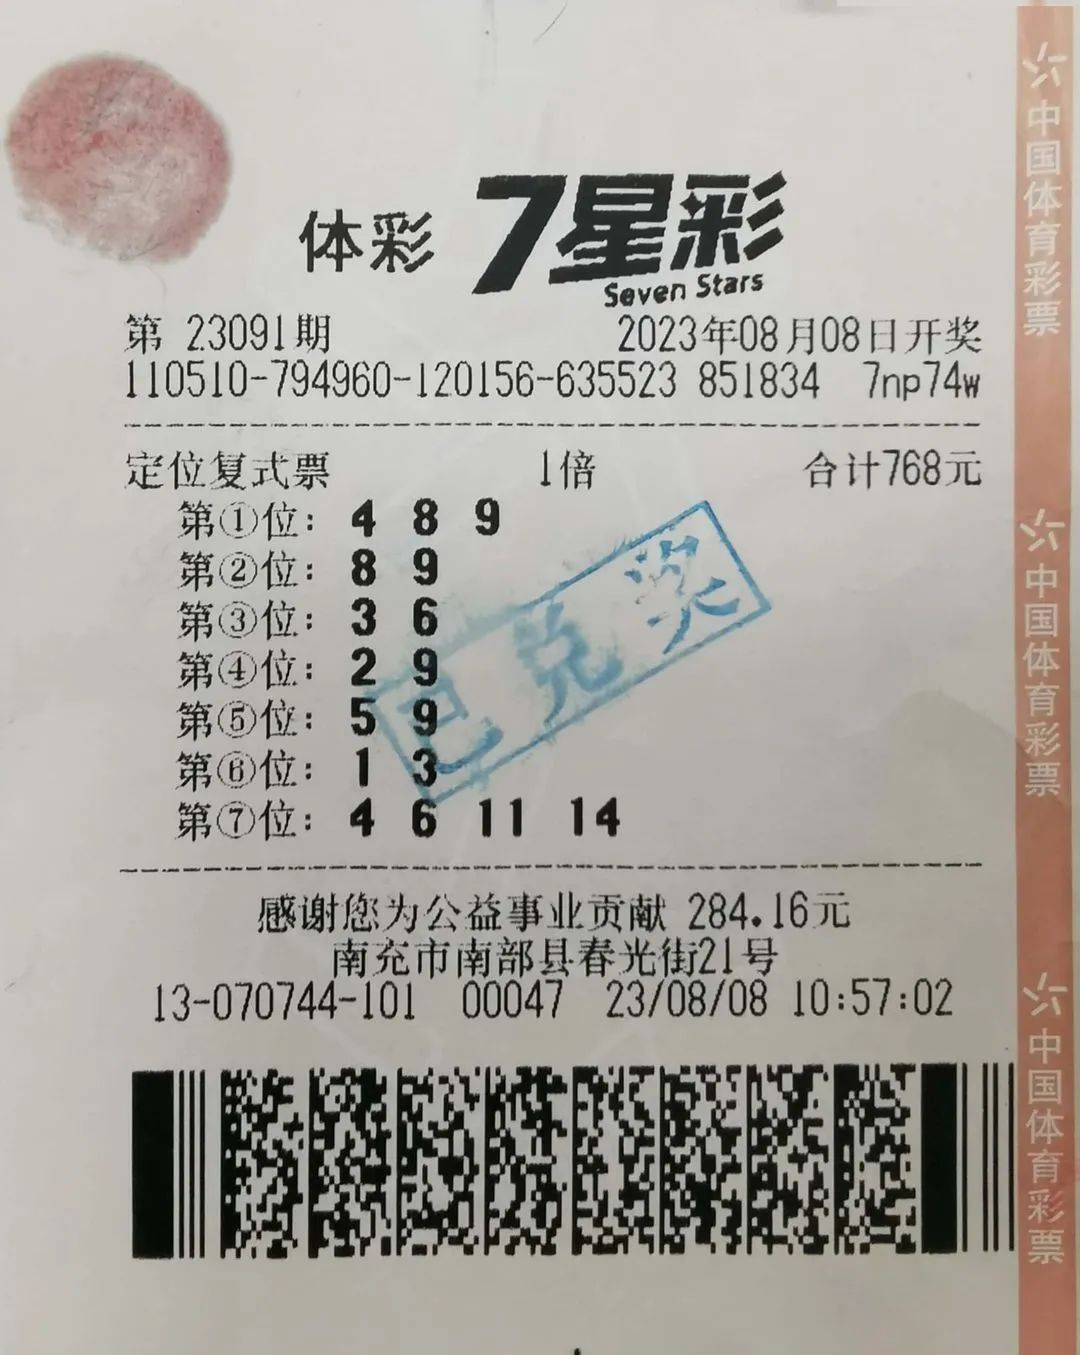 体彩 7星彩
Seven Stars
第 23091期 2023年08月08日开奖
110510-794960-120156-635523 851834 7np74w
定位复式票 1倍 合计768元
第①位: 4 8 9
第②位: 8 9
第③位: 3 6
第④位: 2 9
第⑤位: 5 9
第⑥位: 1 3
第⑦位: 4 6 11 14
已兑奖
感谢您为公益事业贡献 284.16元
南充市南部县春光街21号
13-070744-101 00047 23/08/08 10:57:02
中国体育彩票
中国体育彩票
中国体育彩票